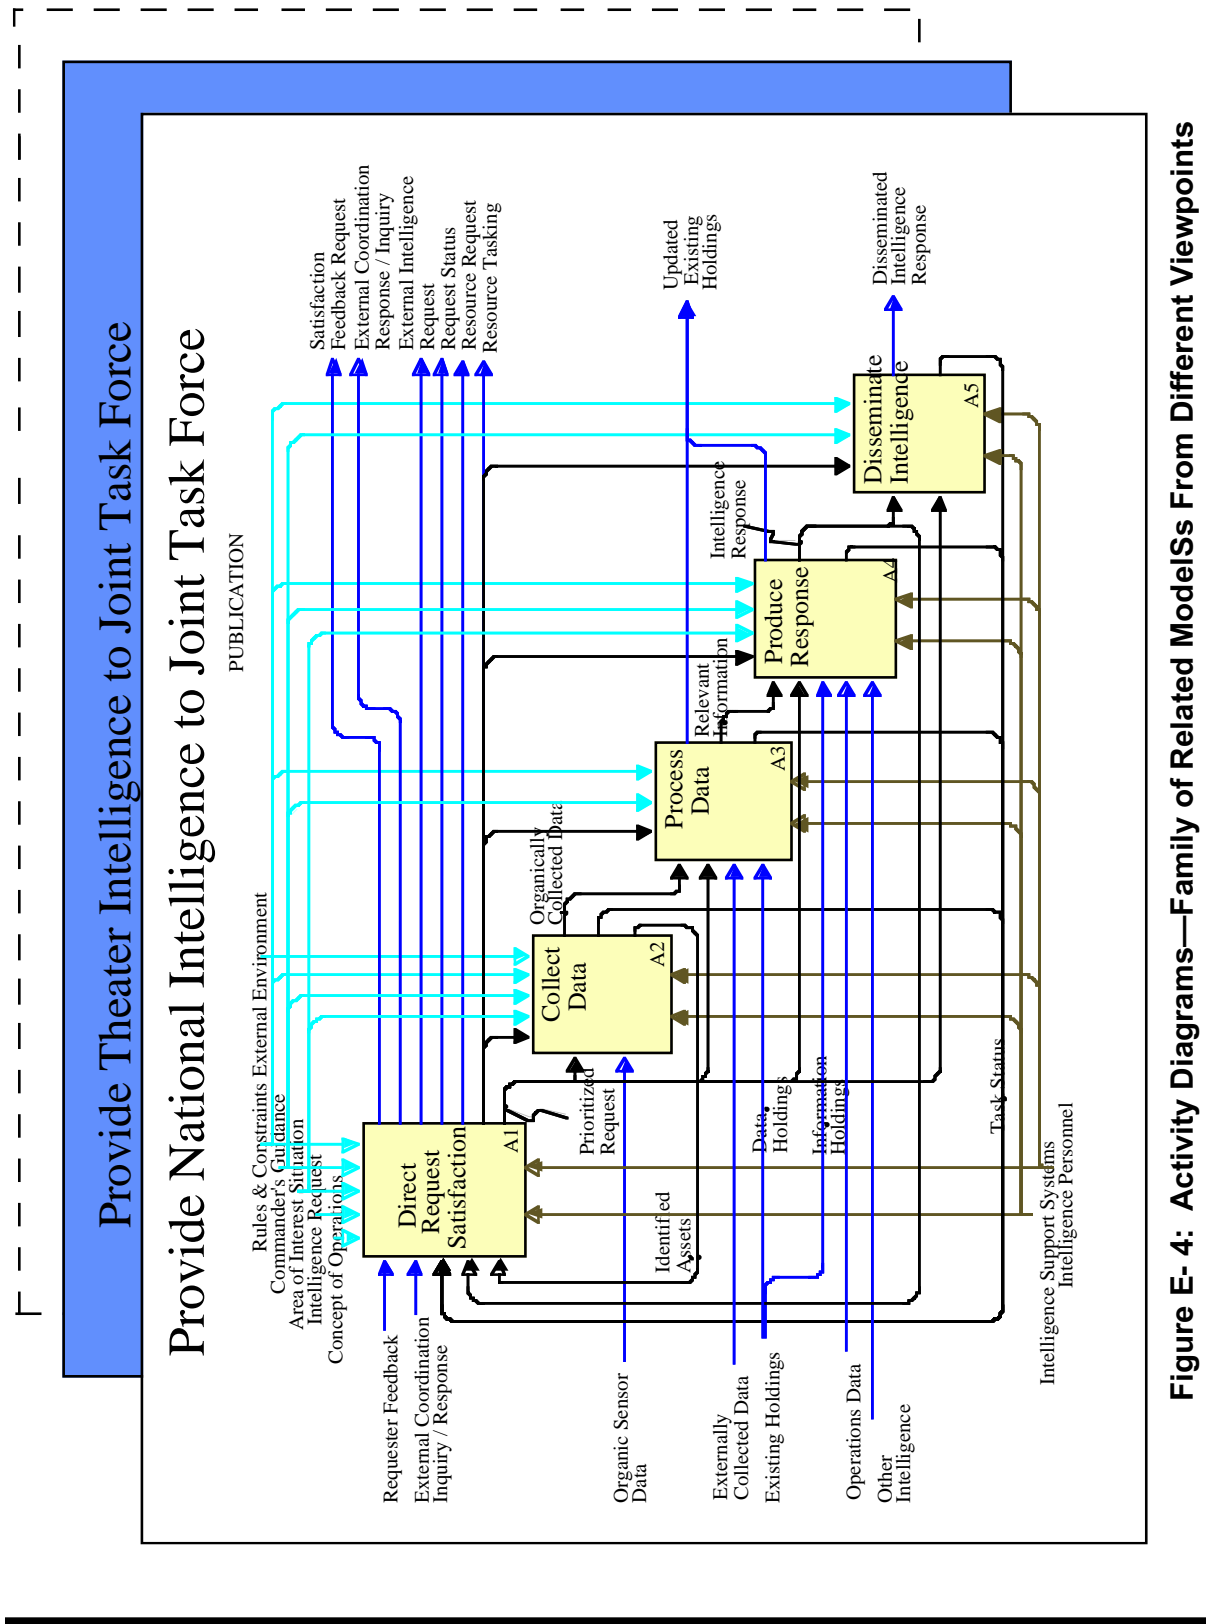 Provide Theater Intelligence to Joint Task Force
Provide National Intelligence to Joint Task Force
PUBLICATION
Rules & Constraints External Environment
Commander's Guidance
Area of Interest Situation
Intelligence Request
Concept of Operations
Satisfaction
Feedback Request
External Coordination
Response / Inquiry
External Intelligence
Request
Request Status
Resource Request
Resource Tasking
Requester Feedback
External Coordination
Inquiry / Response
Direct
Request
Satisfaction
A1
Prioritized
Request
Organic Sensor
Data
Collect
Data
A2
Organically
Collected Data
Identified
Assets
Externally
Collected Data
Existing Holdings
Data
Holdings
Process
Data
A3
Relevant
Information
Updated
Existing
Holdings
Information
Holdings
Operations Data
Other
Intelligence
Produce
Response
A4
Intelligence
Response
Disseminate
Intelligence
A5
Disseminated
Intelligence
Response
Task Status
Intelligence Support Systems
Intelligence Personnel
Figure E- 4: Activity Diagrams—Family of Related ModelSs From Different Viewpoints